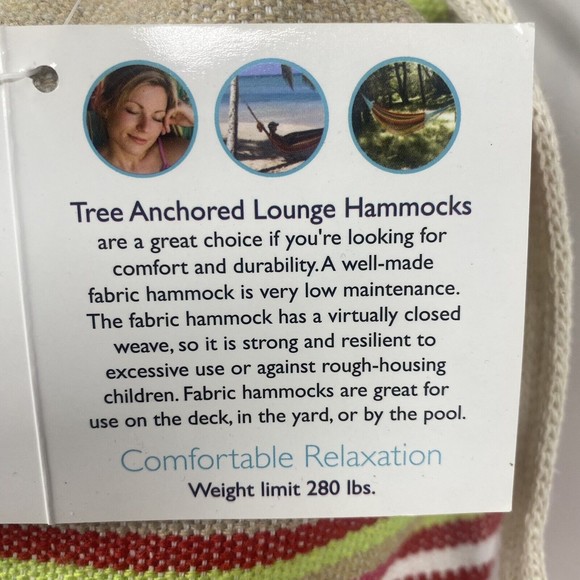 Tree Anchored Lounge Hammocks
are a great choice if you're looking for
comfort and durability. A well-made
fabric hammock is very low maintenance.
The fabric hammock has a virtually closed
weave, so it is strong and resilient to
excessive use or against rough-housing
children. Fabric hammocks are great for
use on the deck, in the yard, or by the pool.
Comfortable Relaxation
Weight limit 280 lbs.